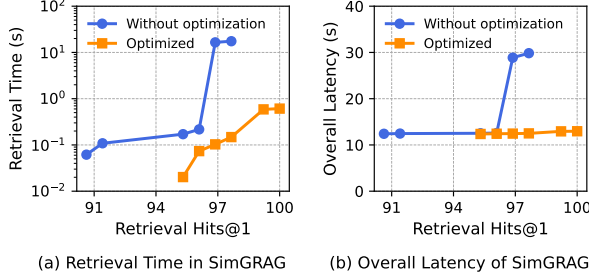 Without optimization
Optimized
10²
10¹
10⁰
10⁻¹
10⁻²
Retrieval Time (s)
91 94 97 100
Retrieval Hits@1
(a) Retrieval Time in SimGRAG
Without optimization
Optimized
40
30
20
10
0
Overall Latency (s)
91 94 97 100
Retrieval Hits@1
(b) Overall Latency of SimGRAG